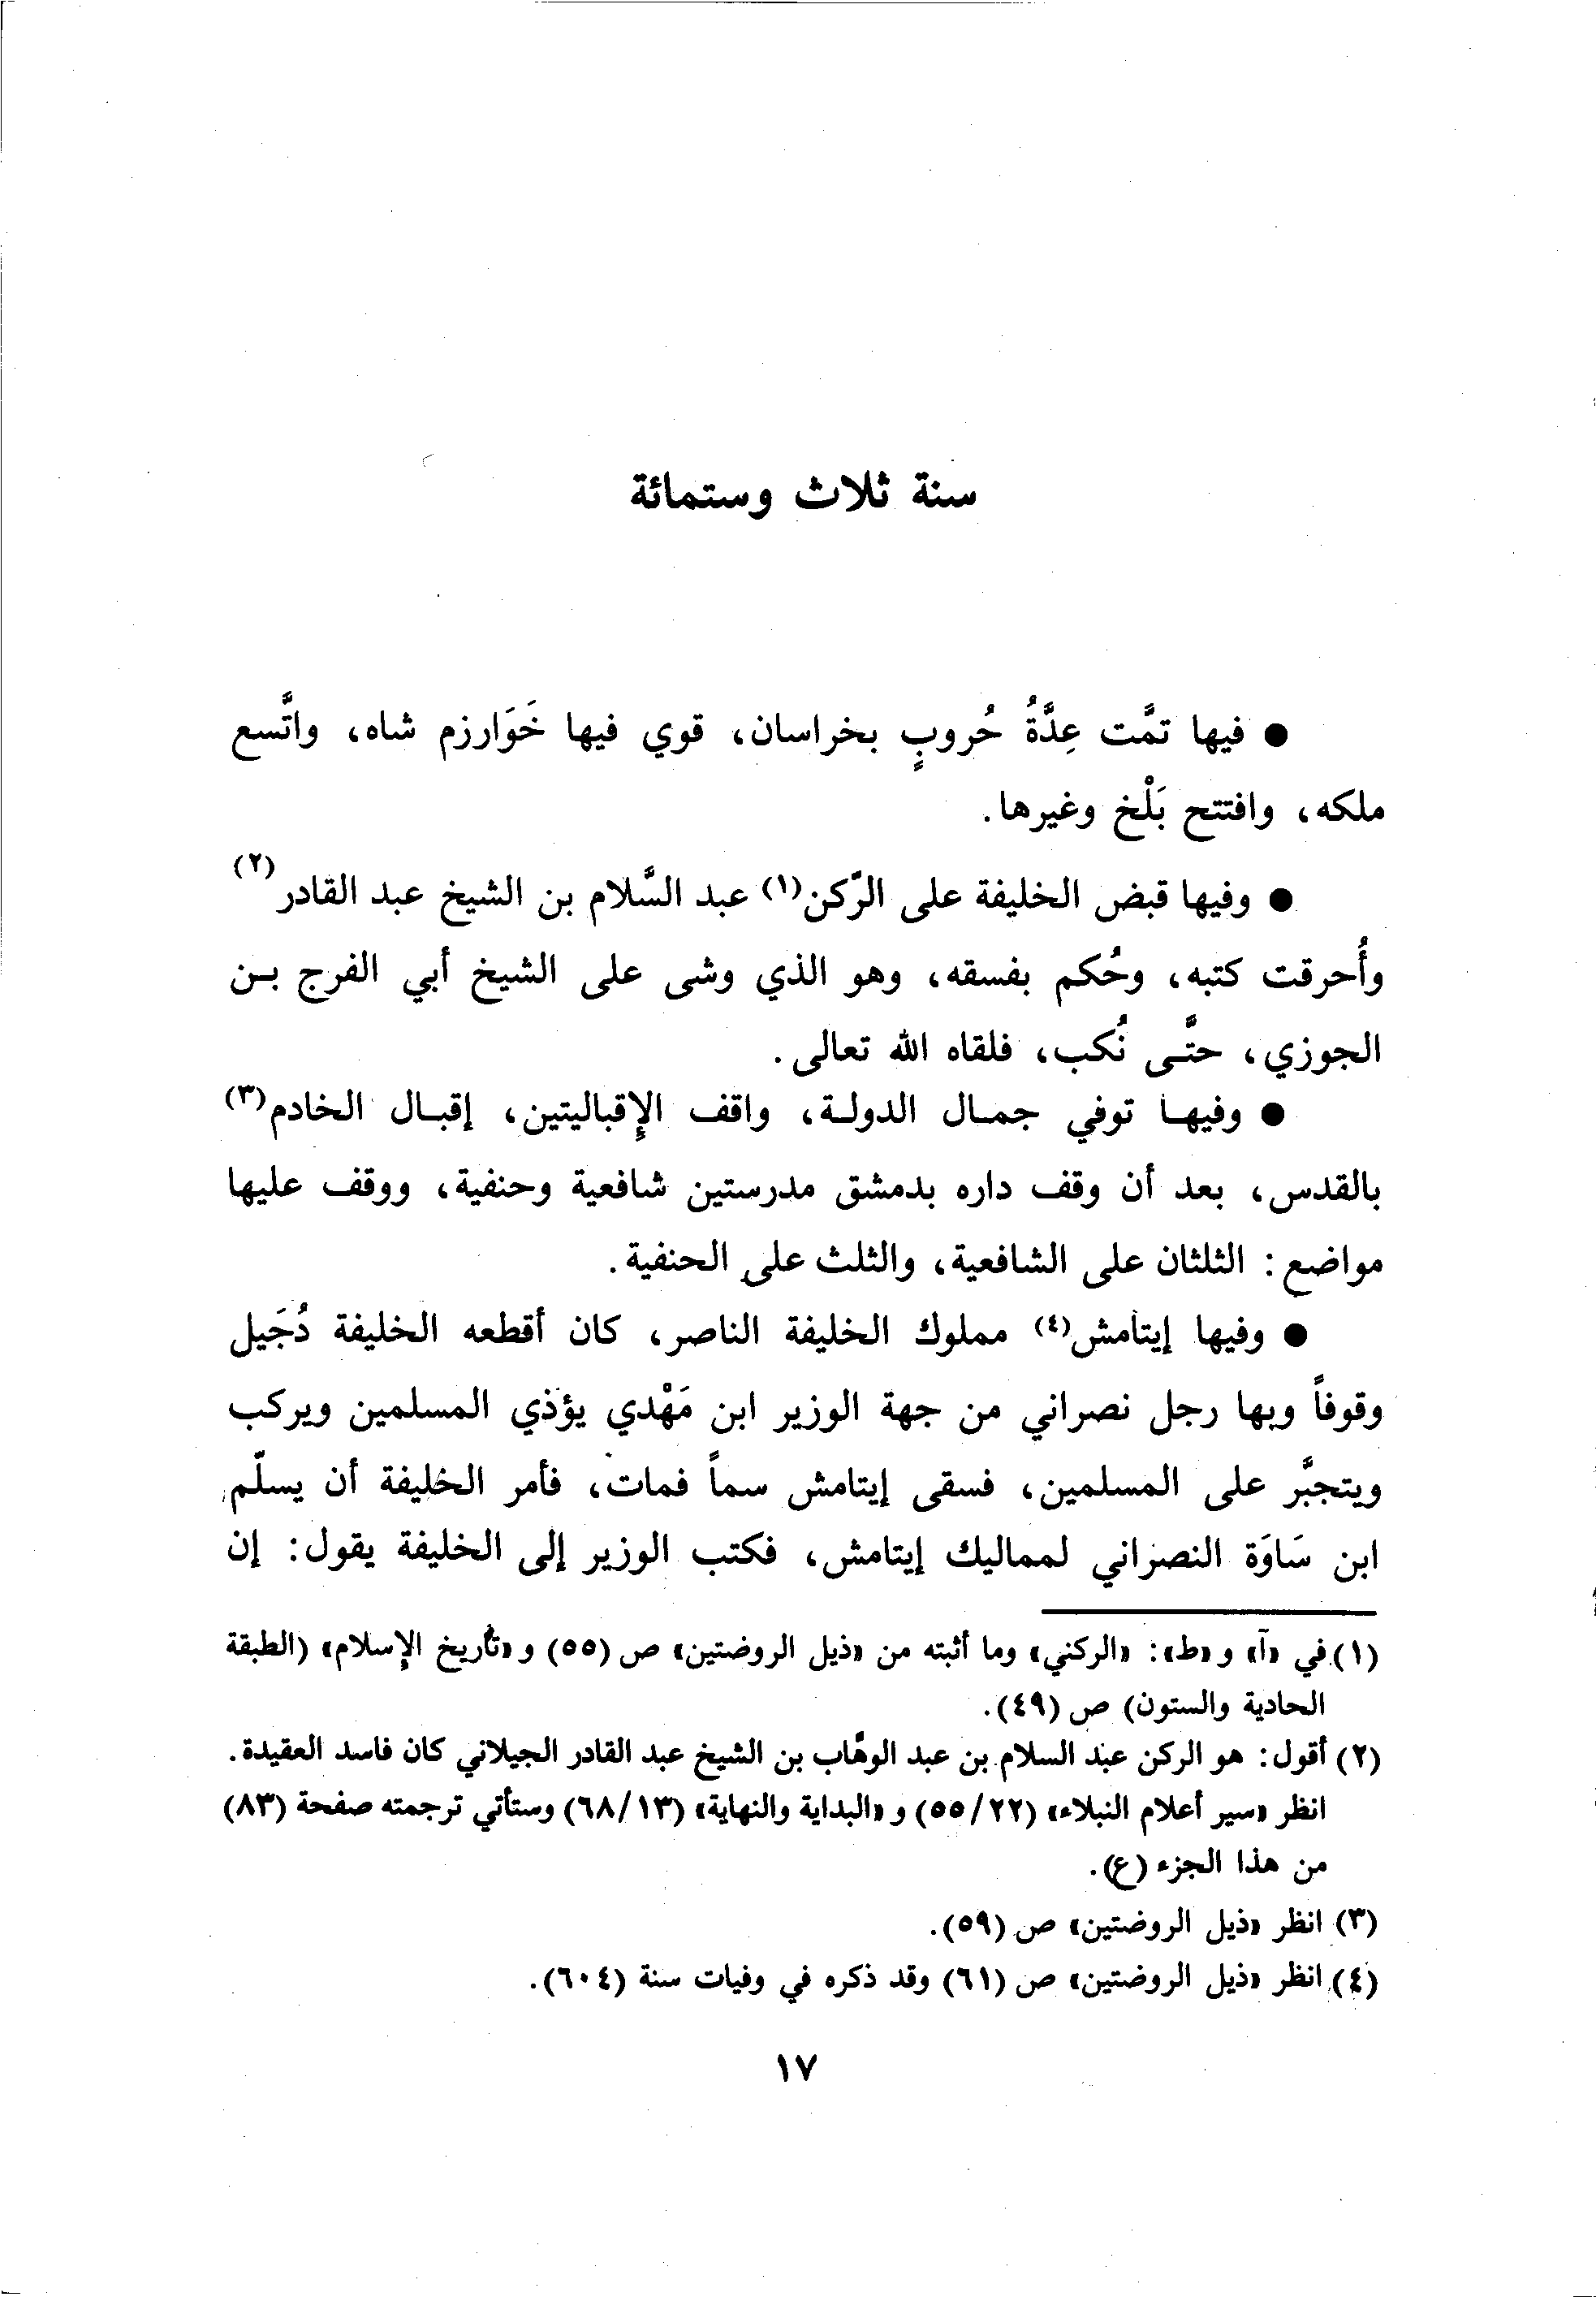 سنة ثلاث وستمائة
● فيها تمَّت عِدَّةُ حُروبٍ بخراسان، قوي فيها خَوَارزم شاه، واتَّسع
ملكه، وافتتح بَلْخ وغيرها.
● وفيها قبض الخليفة على الرّكن(١) عبد السَّلام بن الشيخ عبد القادر(٢)
وأُحرقت كتبه، وحُكم بفسقه، وهو الذي وشى على الشيخ أبي الفرج بـن
الجوزي، حتَّـى نُكب، فلقاه الله تعالى.
● وفيهـا توفي جمـال الدولـة، واقف الإقباليتين، إقبـال الخادم(٣)
بالقدس، بعد أن وقف داره بدمشق مدرستين شافعية وحنفية، ووقف عليها
مواضع: الثلثان على الشافعية، والثلث على الحنفية.
● وفيها إيتامش(٤) مملوك الخليفة الناصر، كان أقطعه الخليفة دُجَيل
وقوفاً وبها رجل نصراني من جهة الوزير ابن مَهْدي يؤذي المسلمين ويركب
ويتجبَّر على المسلمين، فسقى إيتامش سماً فمات، فأمر الخليفة أن يسلّم
ابن سَاوَة النصراني لمماليك إيتامش، فكتب الوزير إلى الخليفة يقول: إن
(١) في «آ» و«ط»: «الركني» وما أثبته من «ذيل الروضتين» ص (٥٥) و«تأريخ الإسلام» (الطبقة
الحادية والستون) ص (٤٩).
(٢) أقول: هو الركن عبد السلام بن عبد الوهَّاب بن الشيخ عبد القادر الجيلاني كان فاسد العقيدة.
انظر «سير أعلام النبلاء» (٢٢/٥٥) و«البداية والنهاية» (١٣/٦٨) وستأتي ترجمته صفحة (٨٣)
من هذا الجزء (ع).
(٣) انظر «ذيل الروضتين» ص (٥٩).
(٤) انظر «ذيل الروضتين» ص (٦١) وقد ذكره في وفيات سنة (٦٠٤).
١٧